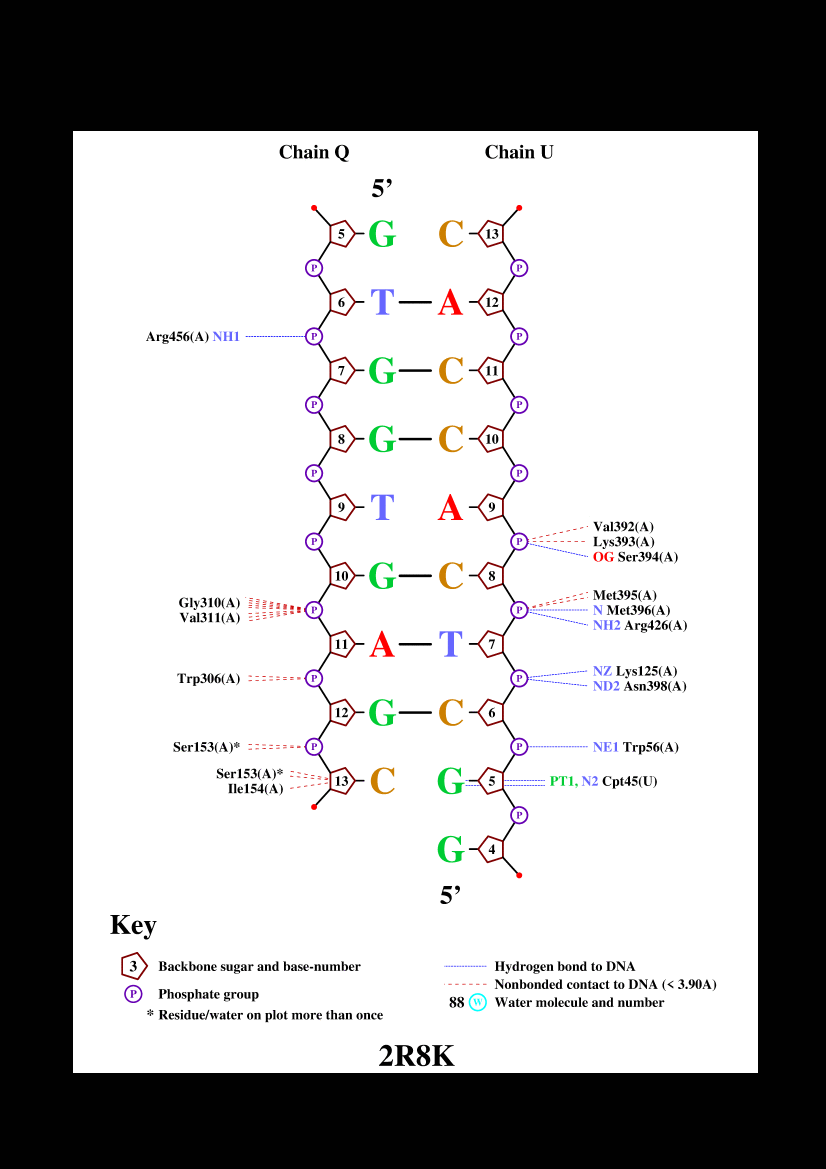 Chain Q Chain U
5’
5 G C 13
P P
6 T A 12
Arg456(A) NH1 P P
7 G C 11
P P
8 G C 10
P P
9 T A 9
Val392(A)
P P Lys393(A)
OG Ser394(A)
10 G C 8
Met395(A)
Gly310(A) P P N Met396(A)
Val311(A) NH2 Arg426(A)
11 A T 7
NZ Lys125(A)
Trp306(A) P P
ND2 Asn398(A)
12 G C 6
Ser153(A)* P P NE1 Trp56(A)
Ser153(A)* 13 C G 5 PT1, N2 Cpt45(U)
Ile154(A)
P
G 4
5’
Key
3 Backbone sugar and base-number
P Phosphate group
* Residue/water on plot more than once
Hydrogen bond to DNA
Nonbonded contact to DNA (< 3.90A)
88 W Water molecule and number
2R8K